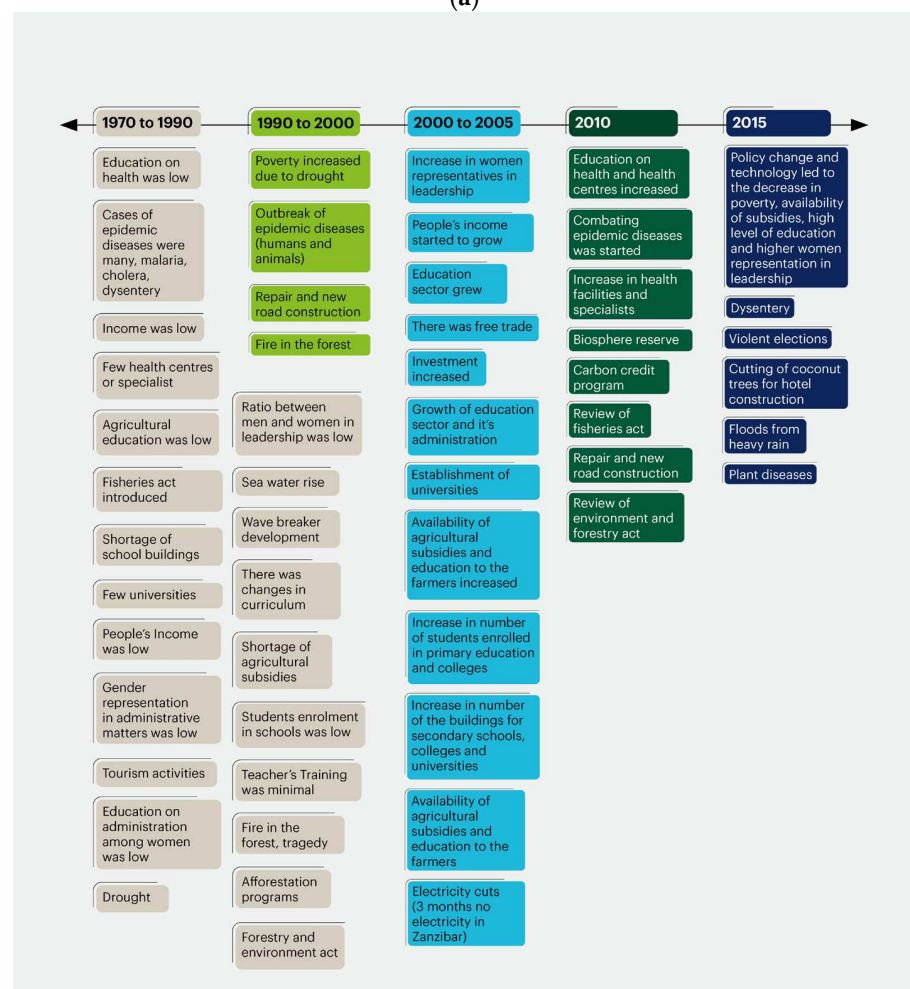 (a)
1970 to 1990
Education on
health was low
Cases of
epidemic
diseases were
many, malaria,
cholera,
dysentery
Income was low
Few health centres
or specialist
Agricultural
education was low
Fisheries act
introduced
Shortage of
school buildings
Few universities
People's Income
was low
Gender
representation
in administrative
matters was low
Tourism activities
Education on
administration
among women
was low
Drought
1990 to 2000
Poverty increased
due to drought
Outbreak of
epidemic diseases
(humans and
animals)
Repair and new
road construction
Fire in the forest
Ratio between
men and women in
leadership was low
Sea water rise
Wave breaker
development
There was
changes in
curriculum
Shortage of
agricultural
subsidies
Students enrolment
in schools was low
Teacher's Training
was minimal
Fire in the
forest, tragedy
Afforestation
programs
Forestry and
environment act
2000 to 2005
Increase in women
representatives in
leadership
People's income
started to grow
Education
sector grew
There was free trade
Investment
increased
Growth of education
sector and it's
administration
Establishment of
universities
Availability of
agricultural
subsidies and
education to the
farmers increased
Increase in number
of students enrolled
in primary education
and colleges
Increase in number
of the buildings for
secondary schools,
colleges and
universities
Availability of
agricultural
subsidies and
education to the
farmers
Electricity cuts
(3 months no
electricity in
Zanzibar)
2010
Education on
health and health
centres increased
Combating
epidemic diseases
was started
Increase in health
facilities and
specialists
Biosphere reserve
Carbon credit
program
Review of
fisheries act
Repair and new
road construction
Review of
environment and
forestry act
2015
Policy change and
technology led to
the decrease in
poverty, availability
of subsidies, high
level of education
and higher women
representation in
leadership
Dysentery
Violent elections
Cutting of coconut
trees for hotel
construction
Floods from
heavy rain
Plant diseases